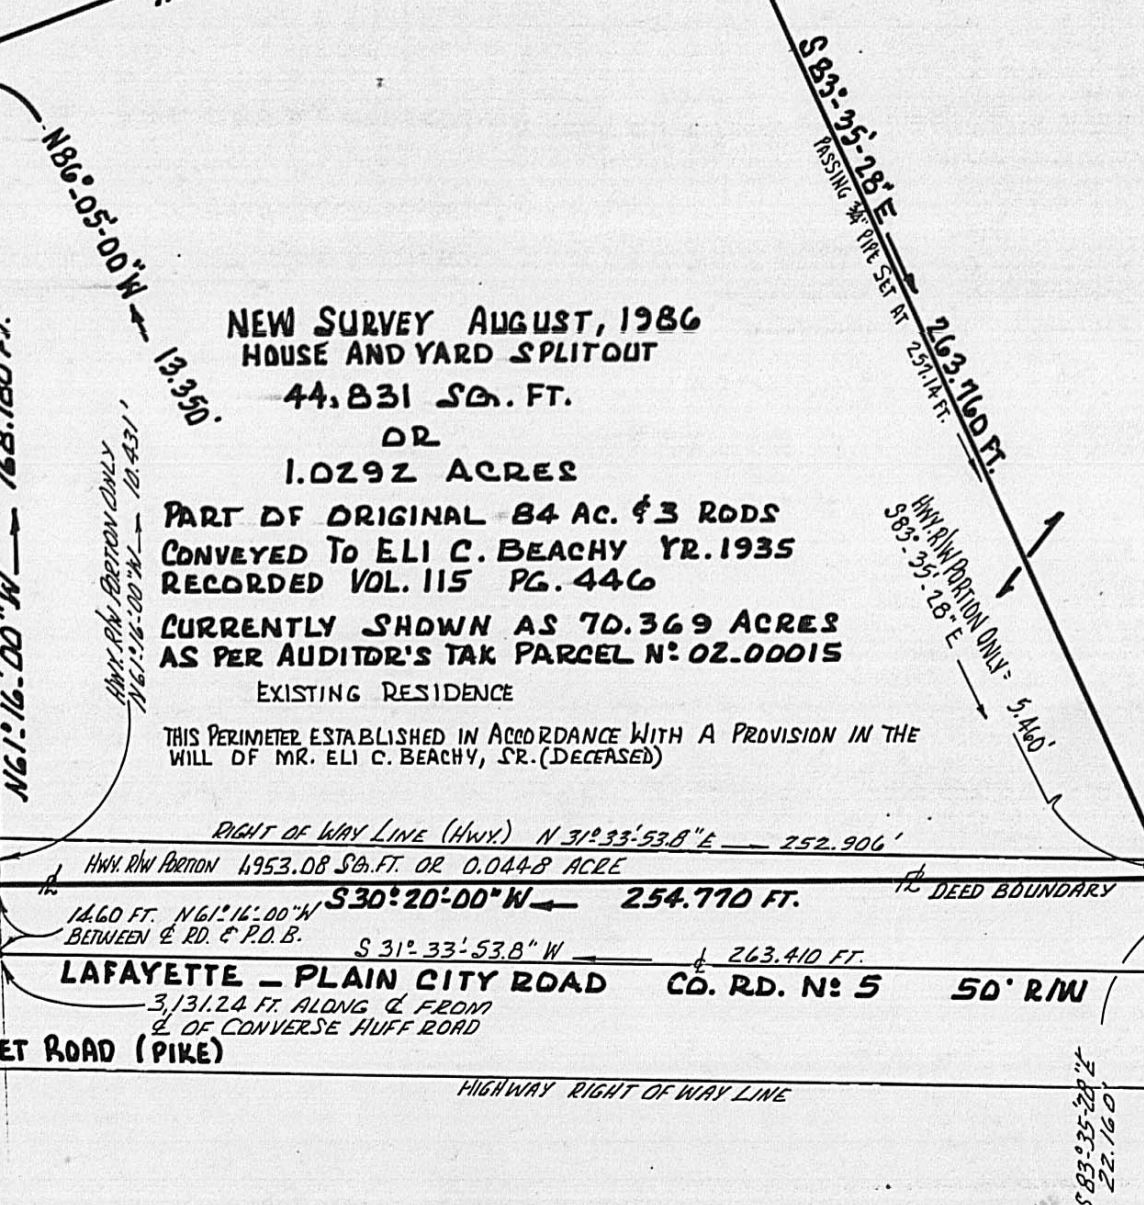 N86°-05'-00"W
13.350'
S83°-35'-28"E
263.760 FT.
PASSING ¾" PIPE SET AT 257.14 FT.
NEW SURVEY AUGUST, 1986
HOUSE AND YARD SPLITOUT
44,831 SQ. FT.
OR
1.0292 ACRES
PART OF ORIGINAL 84 AC. & 3 RODS
CONVEYED TO ELI C. BEACHY YR. 1935
RECORDED VOL. 115 PG. 446
CURRENTLY SHOWN AS 70.369 ACRES
AS PER AUDITOR'S TAX PARCEL Nº 02-00015
EXISTING RESIDENCE
THIS PERIMETER ESTABLISHED IN ACCORDANCE WITH A PROVISION IN THE
WILL OF MR. ELI C. BEACHY, SR. (DECEASED)
N61°-16'-00"W 168.180 FT.
HWY. R/W PORTION ONLY
N61°-16'-00"W 10.431'
HWY. R/W PORTION ONLY =
S83°-35'-28"E 5.460'
RIGHT OF WAY LINE (HWY.) N 31°-33'-53.8"E 252.906'
HWY. R/W PORTION 1,953.08 SQ. FT. OR 0.0448 ACRE
S30°-20'-00"W 254.770 FT.
DEED BOUNDARY
14.60 FT. N61°-16'-00"W
BETWEEN ℄ RD. & P.O.B.
S 31°-33'-53.8" W ℄ 263.410 FT.
LAFAYETTE – PLAIN CITY ROAD CO. RD. Nº 5 50' R/W
3,131.24 FT. ALONG ℄ FROM
℄ OF CONVERSE HUFF ROAD
ET ROAD (PIKE)
HIGHWAY RIGHT OF WAY LINE
S83°-35'-28"E
22.160'